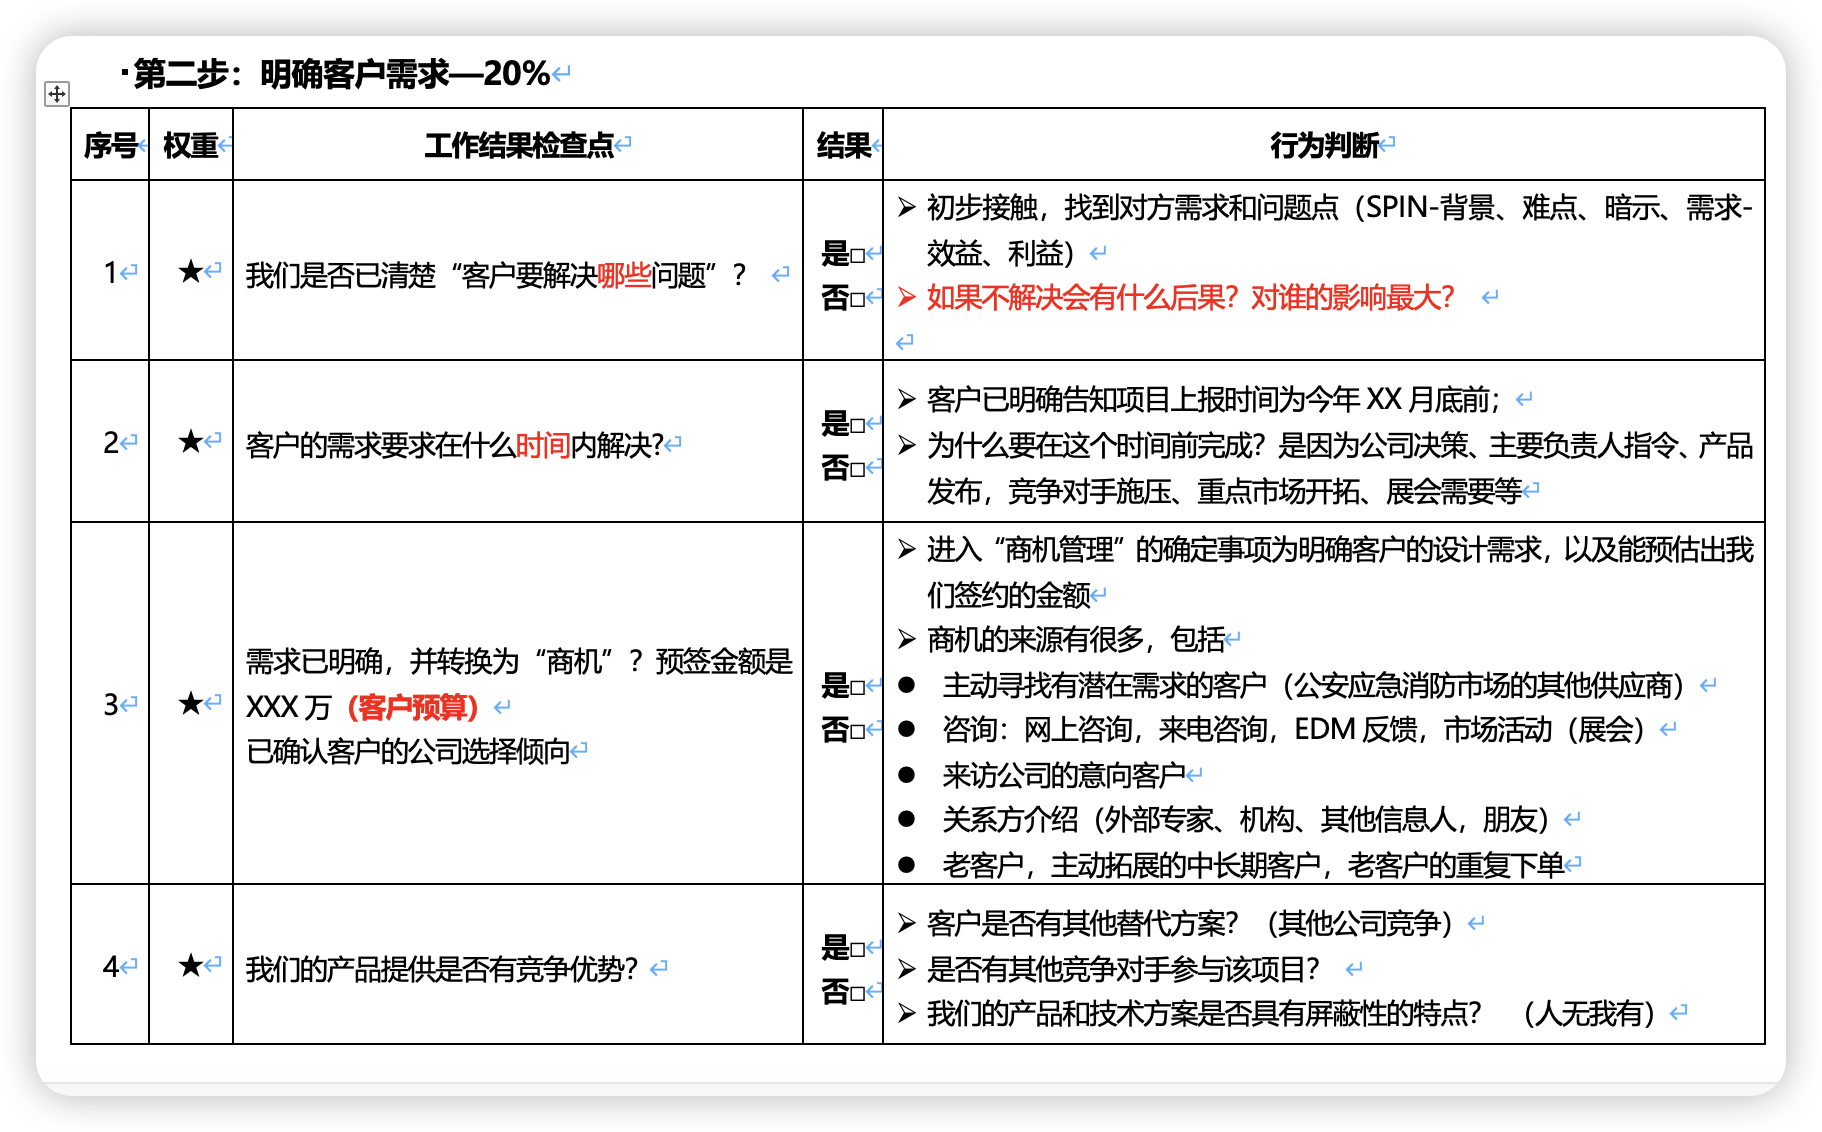 ·第二步：明确客户需求—20%
序号 权重 工作结果检查点 结果 行为判断
1 ★ 我们是否已清楚“客户要解决哪些问题”？
是□
否□
➢ 初步接触，找到对方需求和问题点（SPIN-背景、难点、暗示、需求-
效益、利益）
➢ 如果不解决会有什么后果？对谁的影响最大？
2 ★ 客户的需求要求在什么时间内解决?
是□
否□
➢ 客户已明确告知项目上报时间为今年 XX 月底前；
➢ 为什么要在这个时间前完成？是因为公司决策、主要负责人指令、产品
发布，竞争对手施压、重点市场开拓、展会需要等
3 ★ 需求已明确，并转换为“商机”？预签金额是
XXX 万（客户预算）
已确认客户的公司选择倾向
是□
否□
➢ 进入“商机管理”的确定事项为明确客户的设计需求，以及能预估出我
们签约的金额
➢ 商机的来源有很多，包括
● 主动寻找有潜在需求的客户（公安应急消防市场的其他供应商）
● 咨询：网上咨询，来电咨询，EDM 反馈，市场活动（展会）
● 来访公司的意向客户
● 关系方介绍（外部专家、机构、其他信息人，朋友）
● 老客户，主动拓展的中长期客户，老客户的重复下单
4 ★ 我们的产品提供是否有竞争优势？
是□
否□
➢ 客户是否有其他替代方案？（其他公司竞争）
➢ 是否有其他竞争对手参与该项目？
➢ 我们的产品和技术方案是否具有屏蔽性的特点？（人无我有）